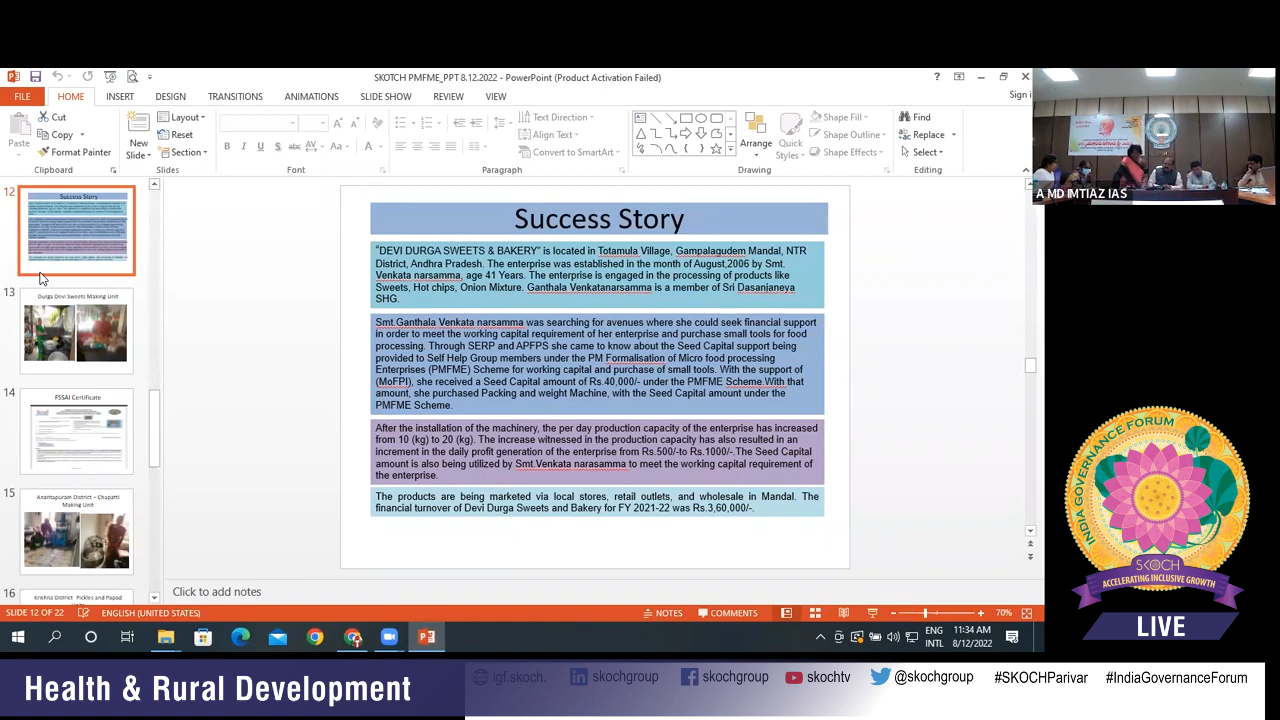 SKOTCH PMFME_PPT 8.12.2022 - PowerPoint (Product Activation Failed)
FILE
HOME
INSERT
DESIGN
TRANSITIONS
ANIMATIONS
SLIDE SHOW
REVIEW
VIEW
Sign i
Paste
Cut
Copy
Format Painter
Clipboard
New
Slide
Layout
Reset
Section
Slides
Font
Text Direction
Align Text
Convert to SmartArt
Paragraph
Arrange
Quick
Styles
Shape Fill
Shape Outline
Shape Effects
Drawing
Find
Replace
Select
Editing
A.MD IMTIAZ IAS
12
Success Story
13
Durga Devi Sweets Making Unit
14
FSSAI Certificate
15
Anantapuram District – Chapatti
Making Unit
16
Krishna District Pickles and Papad
Success Story
"DEVI DURGA SWEETS & BAKERY" is located in Totamula Village, Gampalagudem Mandal, NTR
District, Andhra Pradesh. The enterprise was established in the month of August,2006 by Smt.
Venkata narsamma, age 41 Years. The enterprise is engaged in the processing of products like
Sweets, Hot chips, Onion Mixture. Ganthala Venkatanarsamma is a member of Sri Dasanjaneya
SHG.
Smt.Ganthala Venkata narsamma was searching for avenues where she could seek financial support
in order to meet the working capital requirement of her enterprise and purchase small tools for food
processing. Through SERP and APFPS she came to know about the Seed Capital support being
provided to Self Help Group members under the PM Formalisation of Micro food processing
Enterprises (PMFME) Scheme for working capital and purchase of small tools. With the support of
(MoFPI), she received a Seed Capital amount of Rs.40,000/- under the PMFME Scheme.With that
amount, she purchased Packing and weight Machine, with the Seed Capital amount under the
PMFME Scheme.
After the installation of the machinery, the per day production capacity of the enterprise has increased
from 10 (kg) to 20 (kg). The increase witnessed in the production capacity has also resulted in an
increment in the daily profit generation of the enterprise from Rs.500/-to Rs.1000/-.The Seed Capital
amount is also being utilized by Smt.Venkata narasamma to meet the working capital requirement of
the enterprise.
The products are being marketed via local stores, retail outlets, and wholesale in Mandal. The
financial turnover of Devi Durga Sweets and Bakery for FY 2021-22 was Rs.3,60,000/-.
Click to add notes
SLIDE 12 OF 22
ENGLISH (UNITED STATES)
NOTES
COMMENTS
70%
ENG
INTL
11:34 AM
8/12/2022
INDIA GOVERNANCE FORUM
SKOCH
ACCELERATING INCLUSIVE GROWTH
LIVE
Health & Rural Development
igf.skoch.
skochgroup
skochgroup
skochtv
@skochgroup
#SKOCHParivar
#IndiaGovernanceForum